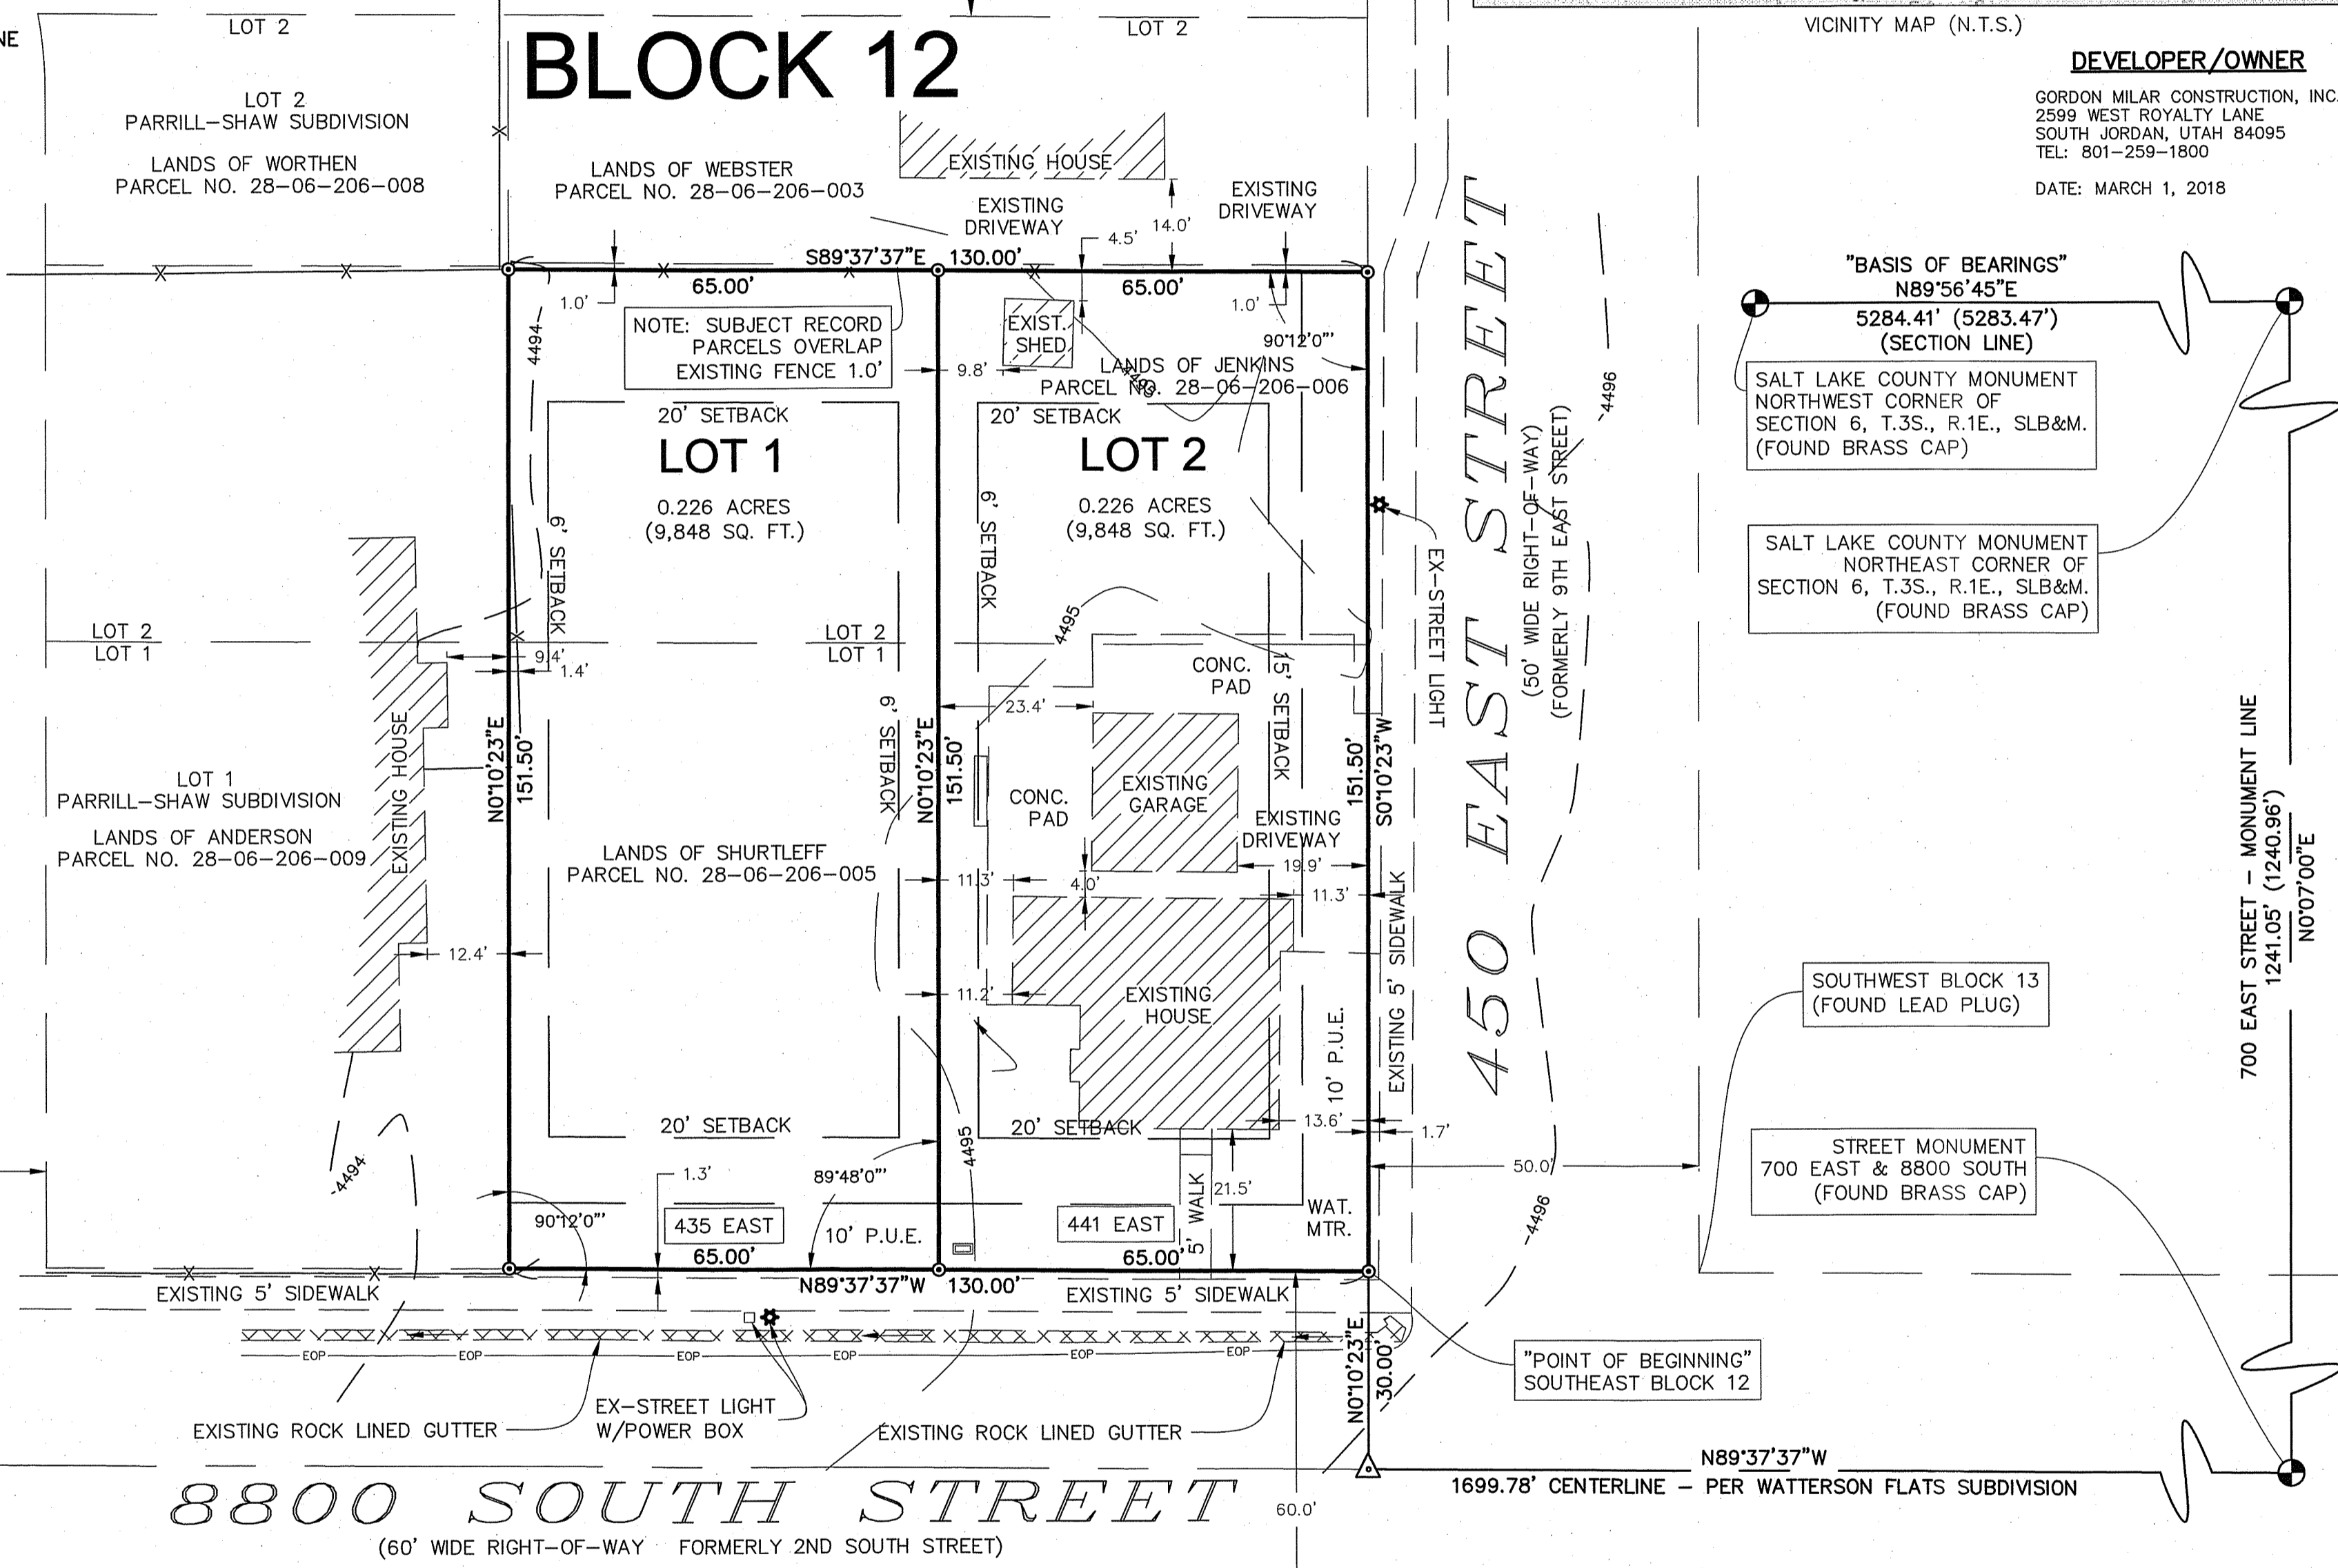 NE
LOT 2
BLOCK 12
LOT 2
VICINITY MAP (N.T.S.)
DEVELOPER/OWNER
GORDON MILAR CONSTRUCTION, INC.
2599 WEST ROYALTY LANE
SOUTH JORDAN, UTAH 84095
TEL: 801-259-1800
DATE: MARCH 1, 2018
LOT 2
PARRILL-SHAW SUBDIVISION
LANDS OF WORTHEN
PARCEL NO. 28-06-206-008
LANDS OF WEBSTER
PARCEL NO. 28-06-206-003
EXISTING HOUSE
EXISTING
DRIVEWAY
EXISTING
DRIVEWAY
4.5'
14.0'
S89°37'37"E 130.00'
65.00'
65.00'
1.0'
1.0'
4494
NOTE: SUBJECT RECORD
PARCELS OVERLAP
EXISTING FENCE 1.0'
EXIST.
SHED
9.8'
90°12'0"'
LANDS OF JENKINS
PARCEL NO. 28-06-206-006
4495
20' SETBACK
LOT 1
0.226 ACRES
(9,848 SQ. FT.)
20' SETBACK
LOT 2
0.226 ACRES
(9,848 SQ. FT.)
6' SETBACK
6' SETBACK
6' SETBACK
15' SETBACK
LOT 2
LOT 1
LOT 2
LOT 1
9.4'
1.4'
4495
CONC.
PAD
23.4'
N0°10'23"E
151.50'
N0°10'23"E
151.50'
151.50'
S0°10'23"W
EXISTING HOUSE
LOT 1
PARRILL-SHAW SUBDIVISION
LANDS OF ANDERSON
PARCEL NO. 28-06-206-009
LANDS OF SHURTLEFF
PARCEL NO. 28-06-206-005
CONC.
PAD
EXISTING
GARAGE
EXISTING
DRIVEWAY
19.9'
11.3'
4.0'
11.3'
12.4'
11.2'
EXISTING
HOUSE
10' P.U.E.
EXISTING 5' SIDEWALK
EX-STREET LIGHT
450 EAST STREET
(50' WIDE RIGHT-OF-WAY)
(FORMERLY 9TH EAST STREET)
4496
"BASIS OF BEARINGS"
N89°56'45"E
5284.41' (5283.47')
(SECTION LINE)
SALT LAKE COUNTY MONUMENT
NORTHWEST CORNER OF
SECTION 6, T.3S., R.1E., SLB&M.
(FOUND BRASS CAP)
SALT LAKE COUNTY MONUMENT
NORTHEAST CORNER OF
SECTION 6, T.3S., R.1E., SLB&M.
(FOUND BRASS CAP)
700 EAST STREET - MONUMENT LINE
1241.05' (1240.96')
N0°07'00"E
SOUTHWEST BLOCK 13
(FOUND LEAD PLUG)
STREET MONUMENT
700 EAST & 8800 SOUTH
(FOUND BRASS CAP)
20' SETBACK
20' SETBACK
13.6'
1.7'
50.0'
4494
4495
4496
1.3'
89°48'0"'
90°12'0"'
435 EAST
10' P.U.E.
441 EAST
5' WALK
21.5'
WAT.
MTR.
65.00'
65.00'
N89°37'37"W 130.00'
EXISTING 5' SIDEWALK
EXISTING 5' SIDEWALK
EOP EOP EOP EOP EOP EOP
N0°10'23"E
30.00'
"POINT OF BEGINNING"
SOUTHEAST BLOCK 12
EXISTING ROCK LINED GUTTER
EX-STREET LIGHT
W/POWER BOX
EXISTING ROCK LINED GUTTER
N89°37'37"W
1699.78' CENTERLINE - PER WATTERSON FLATS SUBDIVISION
60.0'
8800 SOUTH STREET
(60' WIDE RIGHT-OF-WAY FORMERLY 2ND SOUTH STREET)